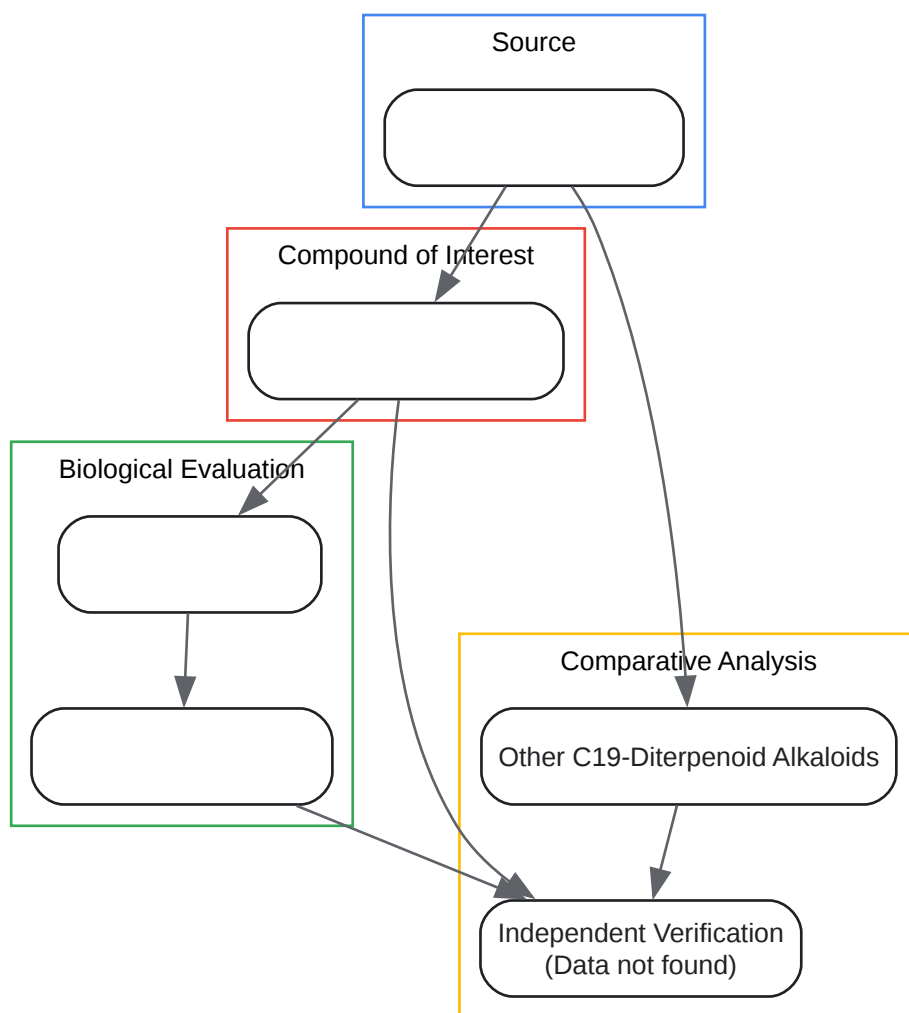 Source
Compound of Interest
Biological Evaluation
Comparative Analysis
Other C19-Diterpenoid Alkaloids
Independent Verification
(Data not found)